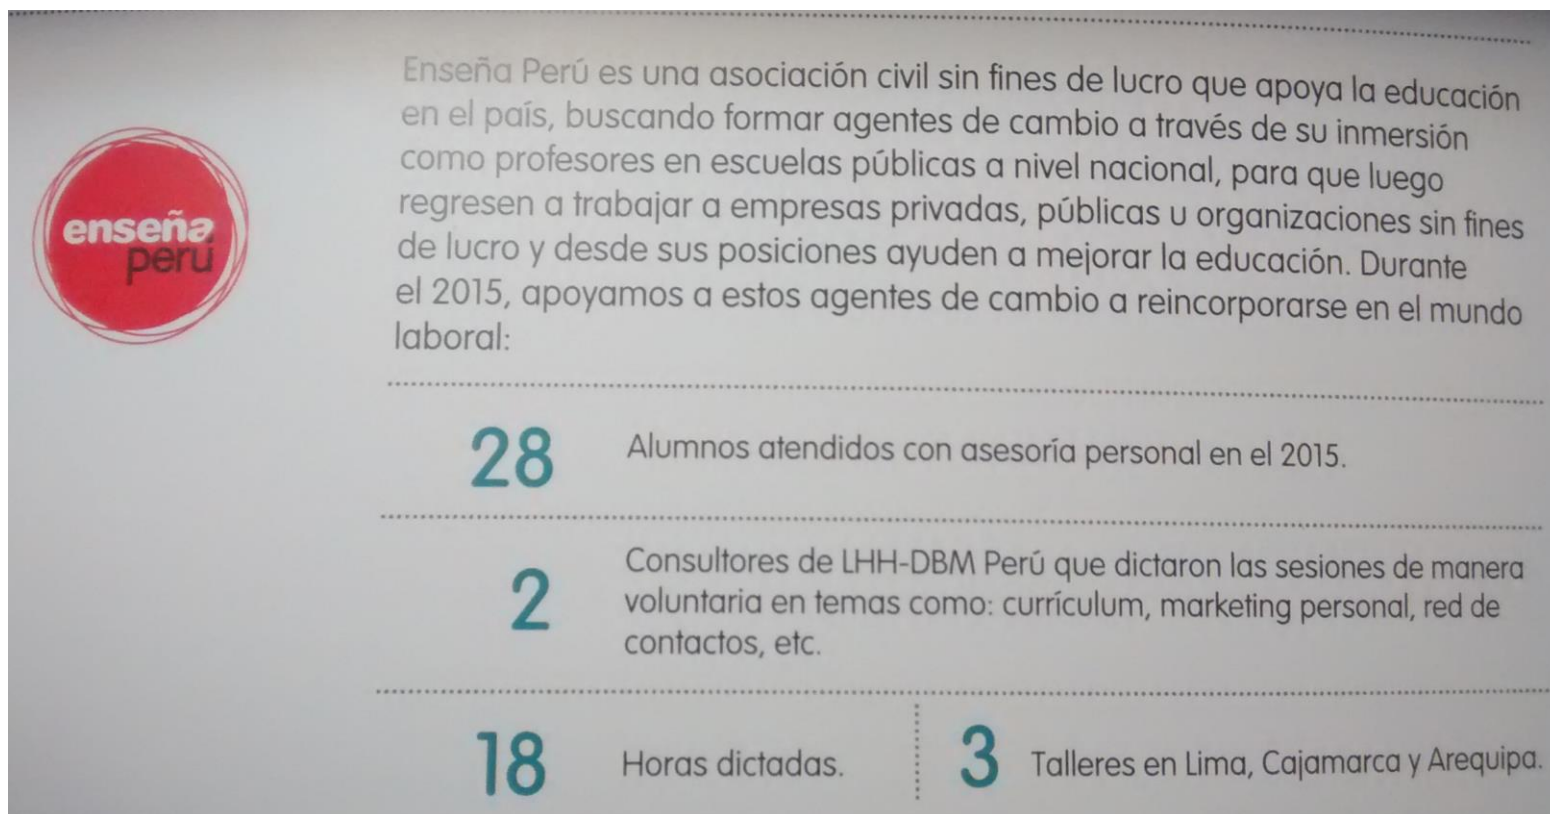 enseña
perú
Enseña Perú es una asociación civil sin fines de lucro que apoya la educación
en el país, buscando formar agentes de cambio a través de su inmersión
como profesores en escuelas públicas a nivel nacional, para que luego
regresen a trabajar a empresas privadas, públicas u organizaciones sin fines
de lucro y desde sus posiciones ayuden a mejorar la educación. Durante
el 2015, apoyamos a estos agentes de cambio a reincorporarse en el mundo
laboral:
28 Alumnos atendidos con asesoría personal en el 2015.
2 Consultores de LHH-DBM Perú que dictaron las sesiones de manera
voluntaria en temas como: currículum, marketing personal, red de
contactos, etc.
18 Horas dictadas. 3 Talleres en Lima, Cajamarca y Arequipa.